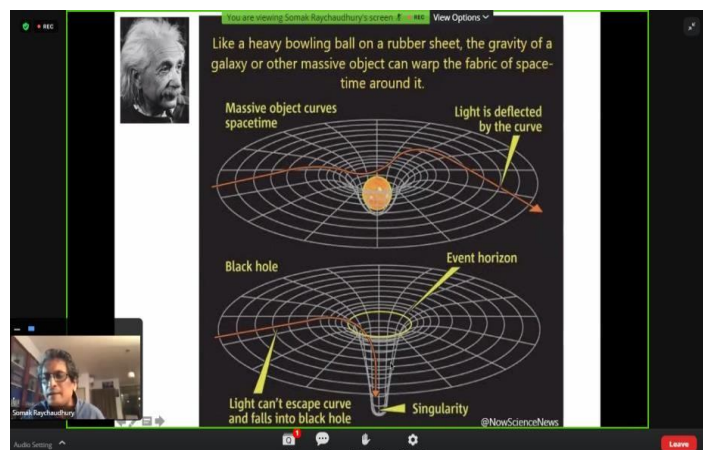 You are viewing Somak Raychaudhury's screen
REC
View Options
REC
Like a heavy bowling ball on a rubber sheet, the gravity of a
galaxy or other massive object can warp the fabric of space-
time around it.
Massive object curves
spacetime
Light is deflected
by the curve
Black hole
Event horizon
Light can't escape curve
and falls into black hole
Singularity
@NowScienceNews
Somak Raychaudhury
Audio Setting
1
Leave